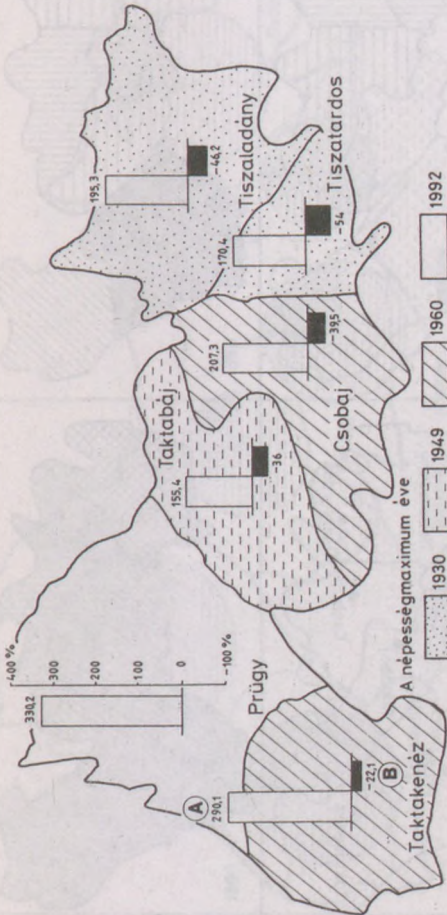 400 %
300
200
100
0
-100 %
330,2
Prügy
A
290,1
-22,1
B
Taktakenéz
Taktabáj
155,4
-36
207,3
-39,5
Csobaj
195,3
-46,2
Tiszaladány
170,4
-54
Tiszatardos
A népességmaximum éve
1930
1949
1960
1992